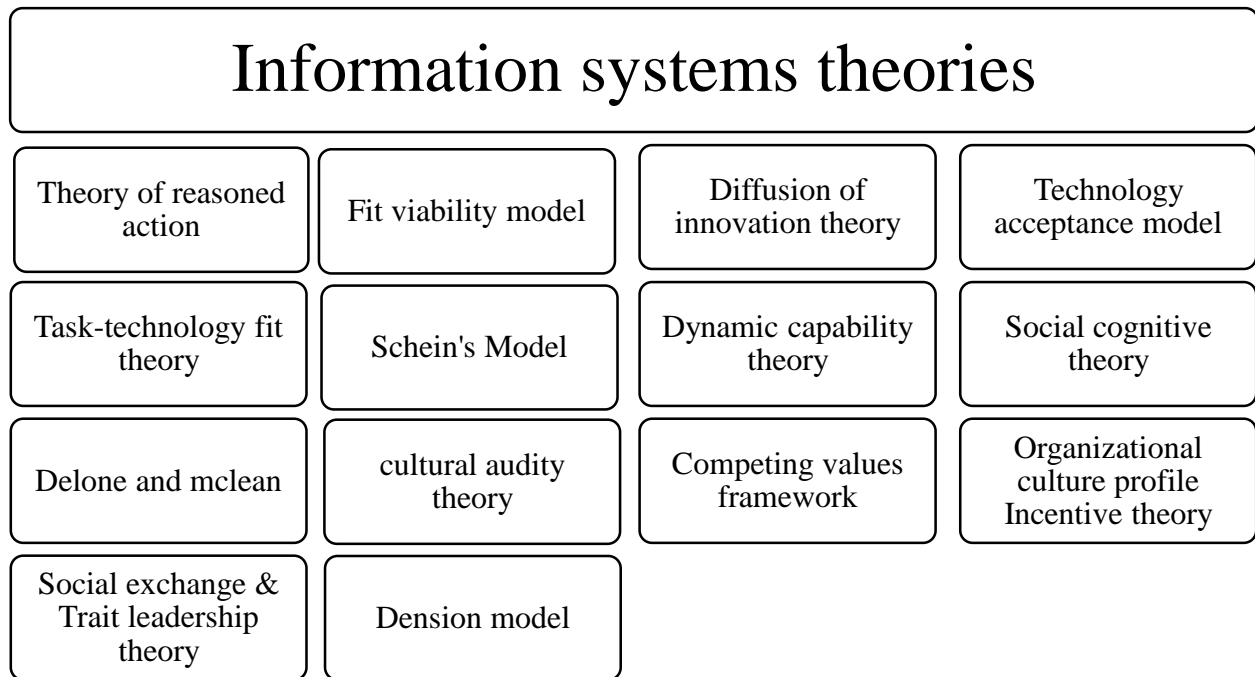 Information systems theories
Theory of reasoned
action
Fit viability model
Diffusion of
innovation theory
Technology
acceptance model
Task-technology fit
theory
Schein's Model
Dynamic capability
theory
Social cognitive
theory
Delone and mclean
cultural audity
theory
Competing values
framework
Organizational
culture profile
Incentive theory
Social exchange &
Trait leadership
theory
Dension model